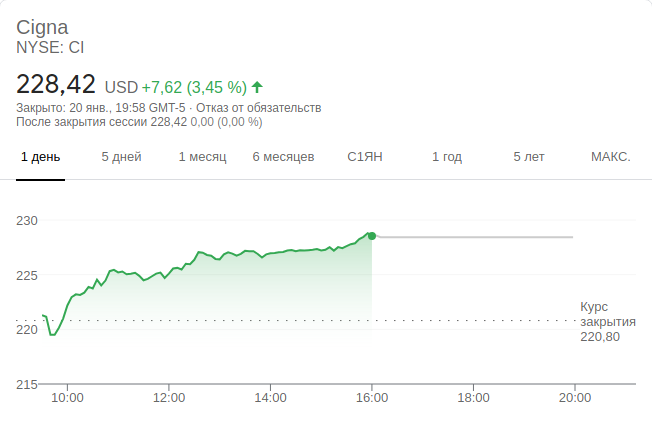 Cigna
NYSE: CI
228,42 USD +7,62 (3,45 %)
Закрыто: 20 янв., 19:58 GMT-5 · Отказ от обязательств
После закрытия сессии 228,42 0,00 (0,00 %)
1 день 5 дней 1 месяц 6 месяцев С1ЯН 1 год 5 лет МАКС.
230
225
Курс
закрытия
220,80
220
215
10:00 12:00 14:00 16:00 18:00 20:00